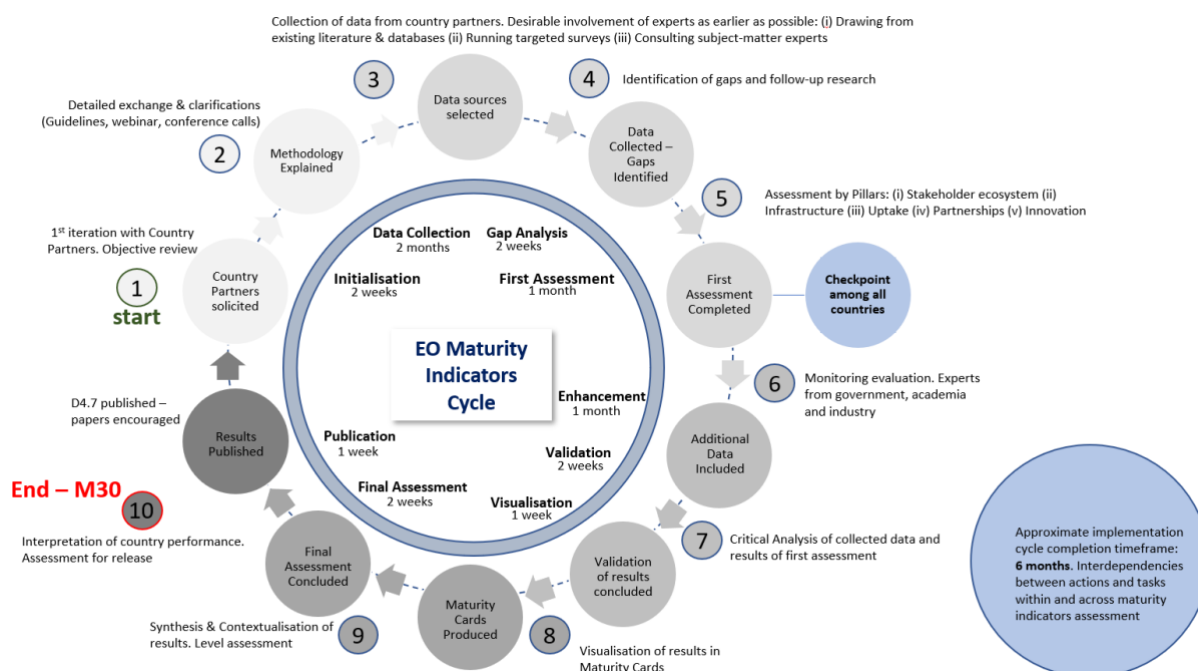 Collection of data from country partners. Desirable involvement of experts as earlier as possible: (i) Drawing from
existing literature & databases (ii) Running targeted surveys (iii) Consulting subject-matter experts
3
Data sources
selected
4
Identification of gaps and follow-up research
Detailed exchange & clarifications
(Guidelines, webinar, conference calls)
2
Methodology
Explained
Data
Collected –
Gaps
Identified
5
Assessment by Pillars: (i) Stakeholder ecosystem (ii)
Infrastructure (iii) Uptake (iv) Partnerships (v) Innovation
1st iteration with Country
Partners. Objective review
1
start
Country
Partners
solicited
Data Collection
2 months
Gap Analysis
2 weeks
Initialisation
2 weeks
First Assessment
1 month
First
Assessment
Completed
Checkpoint
among all
countries
EO Maturity
Indicators
Cycle
6
Monitoring evaluation. Experts
from government, academia
and industry
Enhancement
1 month
D4.7 published –
papers encouraged
Results
Published
Publication
1 week
Validation
2 weeks
Additional
Data
Included
End – M30
10
Final Assessment
2 weeks
Visualisation
1 week
Interpretation of country performance.
Assessment for release
Final
Assessment
Concluded
Validation
of results
concluded
7
Critical Analysis of collected data and
results of first assessment
Approximate implementation
cycle completion timeframe:
6 months. Interdependencies
between actions and tasks
within and across maturity
indicators assessment
Maturity
Cards
Produced
Synthesis & Contextualisation of
results. Level assessment
9
8
Visualisation of results in
Maturity Cards